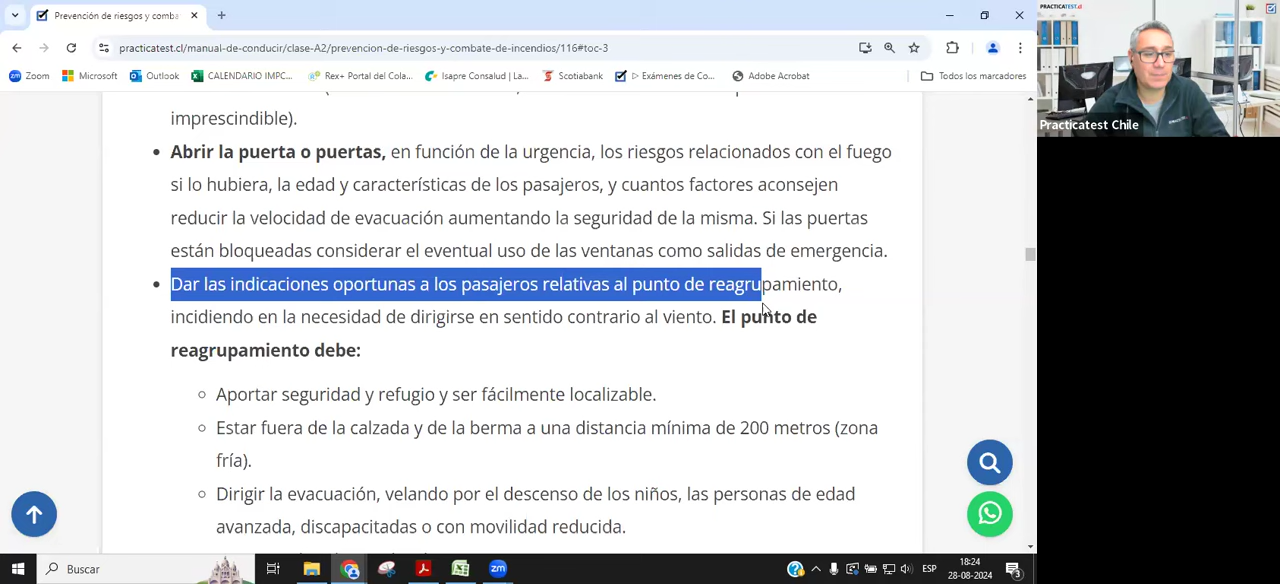 Prevención de riesgos y comba
practicatest.cl/manual-de-conducir/clase-A2/prevencion-de-riesgos-y-combate-de-incendios/116#toc-3
Zoom
Microsoft
Outlook
CALENDARIO IMPC...
Rex+ Portal del Cola...
Isapre Consalud | La...
Scotiabank
▷ Exámenes de Co...
Adobe Acrobat
Todos los marcadores
imprescindible).
Abrir la puerta o puertas, en función de la urgencia, los riesgos relacionados con el fuego
si lo hubiera, la edad y características de los pasajeros, y cuantos factores aconsejen
reducir la velocidad de evacuación aumentando la seguridad de la misma. Si las puertas
están bloqueadas considerar el eventual uso de las ventanas como salidas de emergencia.
Dar las indicaciones oportunas a los pasajeros relativas al punto de reagrupamiento,
incidiendo en la necesidad de dirigirse en sentido contrario al viento. El punto de
reagrupamiento debe:
Aportar seguridad y refugio y ser fácilmente localizable.
Estar fuera de la calzada y de la berma a una distancia mínima de 200 metros (zona
fría).
Dirigir la evacuación, velando por el descenso de los niños, las personas de edad
avanzada, discapacitadas o con movilidad reducida.
PRACTICATEST.cl
Practicatest Chile
Buscar
ESP
18:24
28-08-2024
3